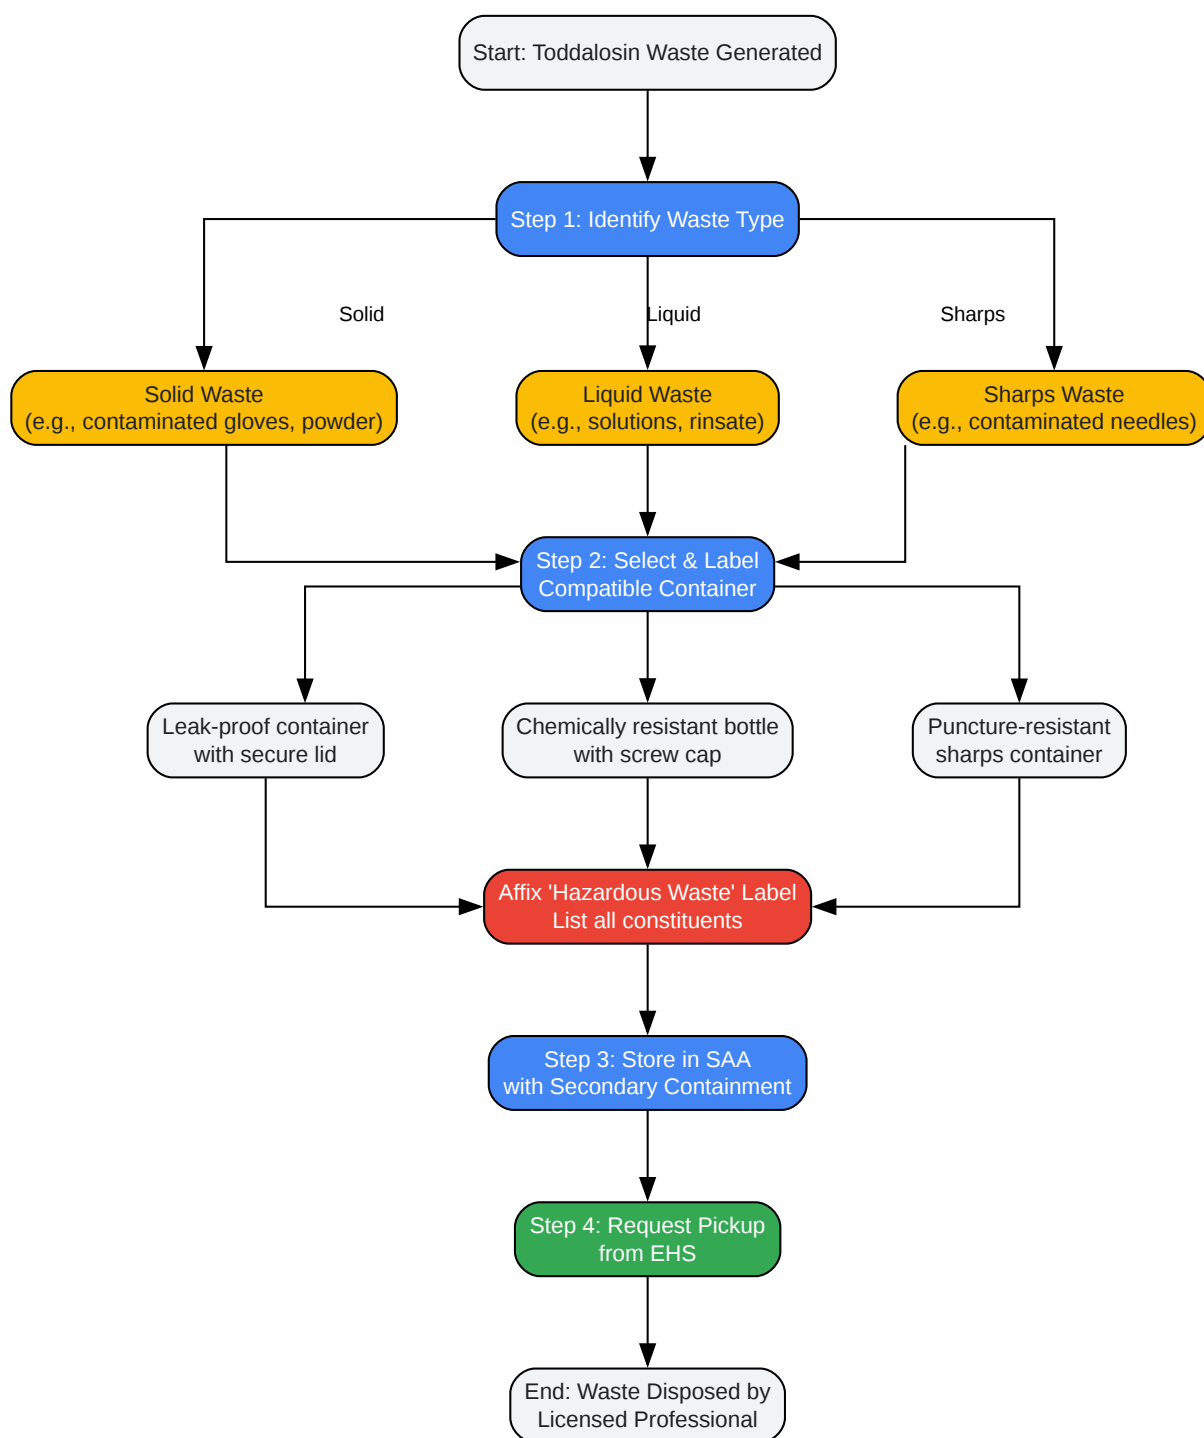 Start: Toddalosin Waste Generated
Step 1: Identify Waste Type
Solid
Liquid
Sharps
Solid Waste
(e.g., contaminated gloves, powder)
Liquid Waste
(e.g., solutions, rinsate)
Sharps Waste
(e.g., contaminated needles)
Step 2: Select & Label
Compatible Container
Leak-proof container
with secure lid
Chemically resistant bottle
with screw cap
Puncture-resistant
sharps container
Affix 'Hazardous Waste' Label
List all constituents
Step 3: Store in SAA
with Secondary Containment
Step 4: Request Pickup
from EHS
End: Waste Disposed by
Licensed Professional